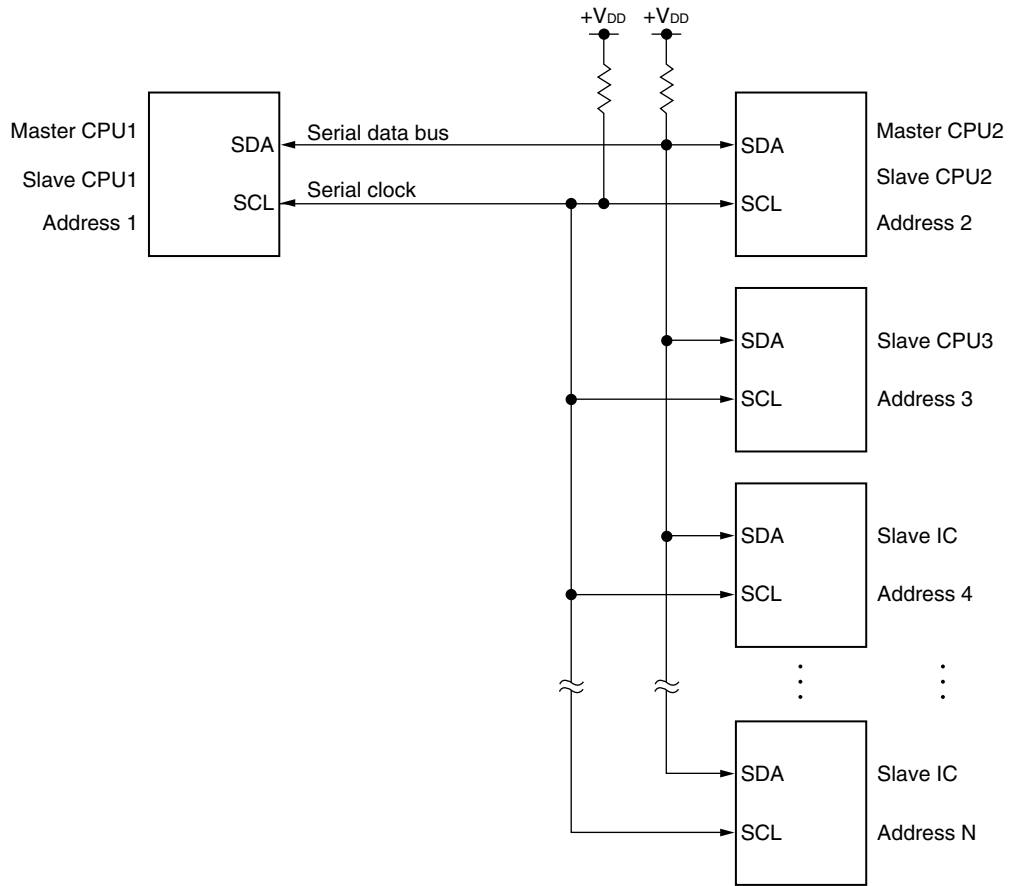 +VDD +VDD
Master CPU1
Slave CPU1
Address 1
SDA
SCL
Serial data bus
Serial clock
SDA
SCL
Master CPU2
Slave CPU2
Address 2
SDA
SCL
Slave CPU3
Address 3
SDA
SCL
Slave IC
Address 4
SDA
SCL
Slave IC
Address N